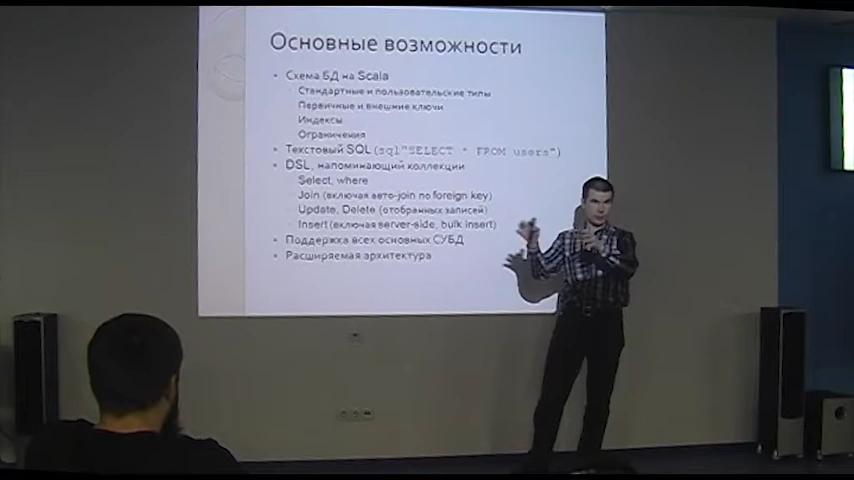 Основные возможности
Схема БД на Scala
Стандартные и пользовательские типы
Первичные и внешние ключи
Индексы
Ограничения
Текстовый SQL (sql"SELECT * FROM users")
DSL, напоминающий коллекции
Select, where
Join (включая авто-join по foreign key)
Update, Delete (отобранных записей)
Insert (включая server-side, bulk insert)
Поддержка всех основных СУБД
Расширяемая архитектура